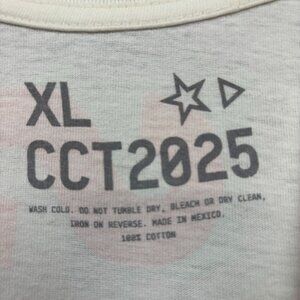 XL
CCT2025
WASH COLD. DO NOT TUMBLE DRY, BLEACH OR DRY CLEAN,
IRON ON REVERSE. MADE IN MEXICO.
100% COTTON